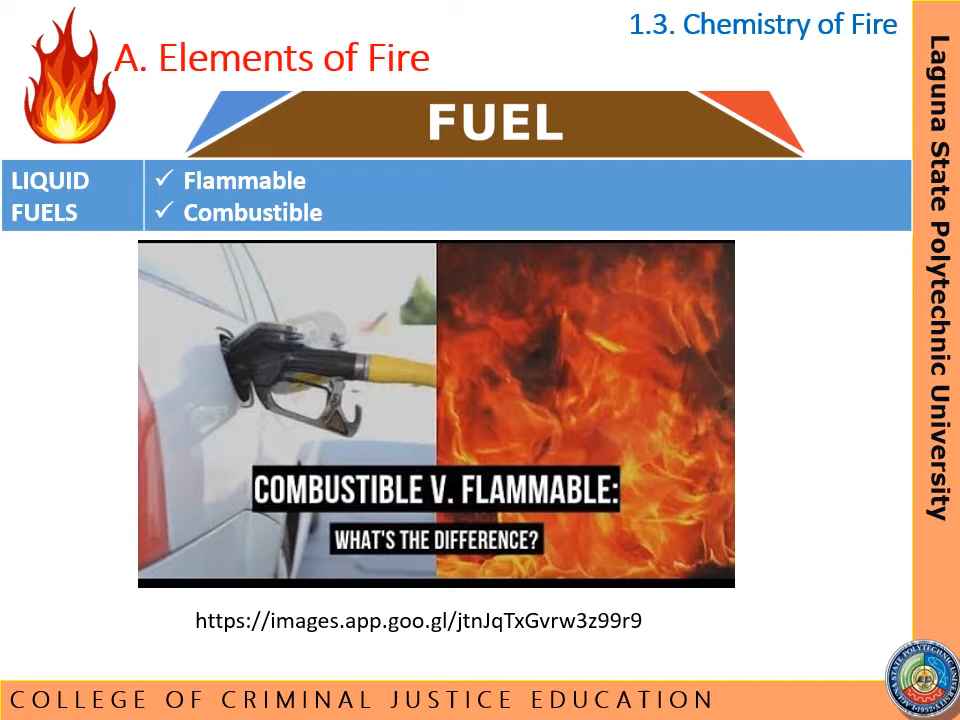 1.3. Chemistry of Fire
A. Elements of Fire
FUEL
LIQUID FUELS
✓ Flammable
✓ Combustible
COMBUSTIBLE V. FLAMMABLE:
WHAT'S THE DIFFERENCE?
https://images.app.goo.gl/jtnJqTxGvrw3z99r9
Laguna State Polytechnic University
COLLEGE OF CRIMINAL JUSTICE EDUCATION